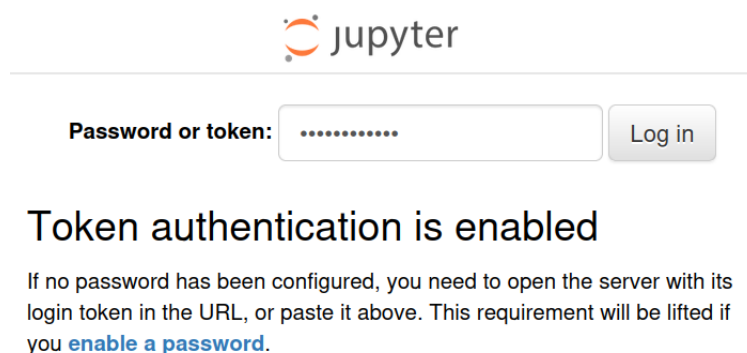 jupyter
Password or token: ············ Log in
Token authentication is enabled
If no password has been configured, you need to open the server with its
login token in the URL, or paste it above. This requirement will be lifted if
you enable a password.